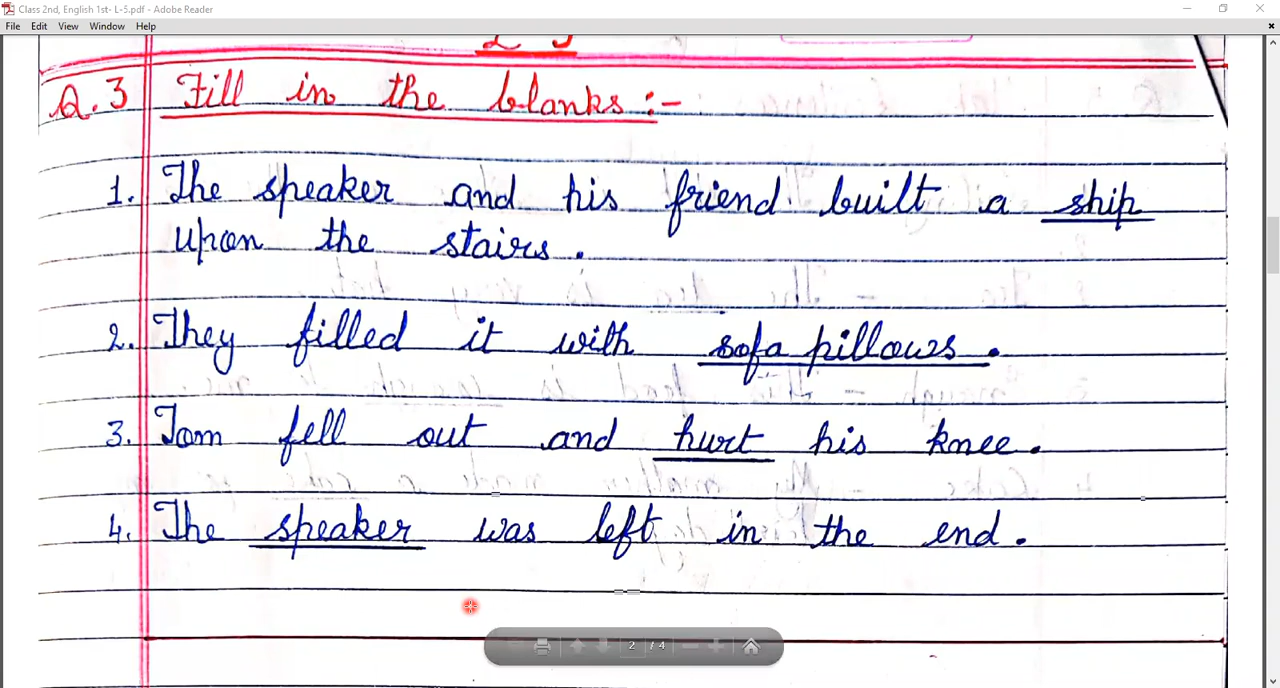 Class 2nd, English 1st- L-5.pdf - Adobe Reader
File Edit View Window Help
L-5
Q.3 Fill in the blanks:-
1. The speaker and his friend built a ship
upon the stairs.
2. They filled it with sofa pillows.
3. Tom fell out and hurt his knee.
4. The speaker was left in the end.
2 / 4